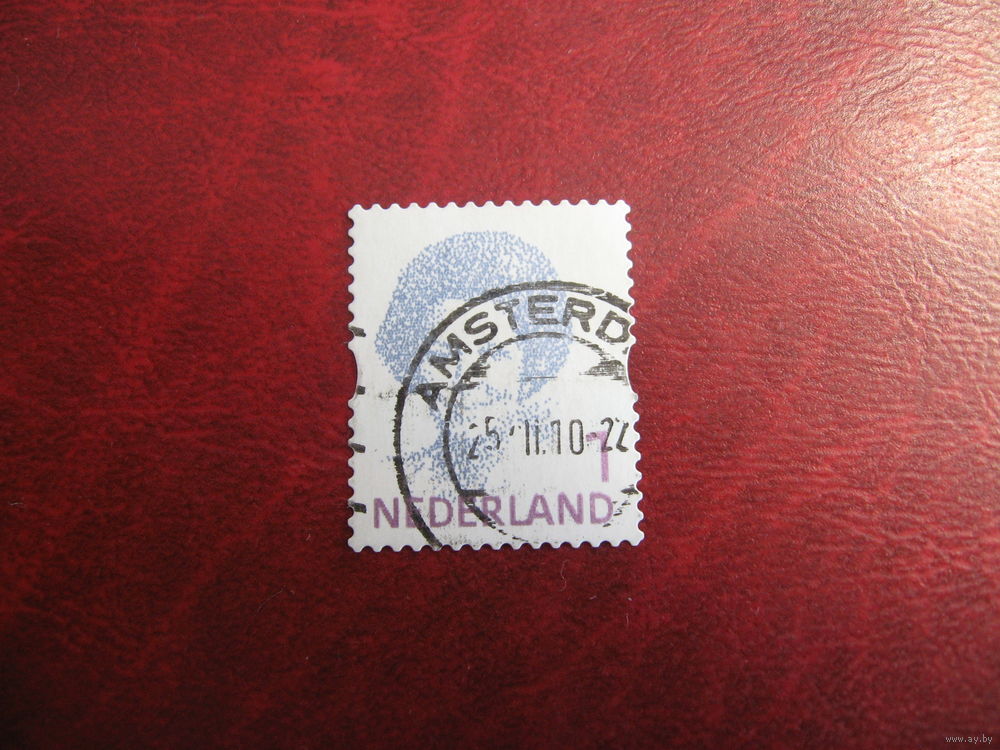 AMSTERD
25.11.10-22
1
NEDERLAND
www.ay.by